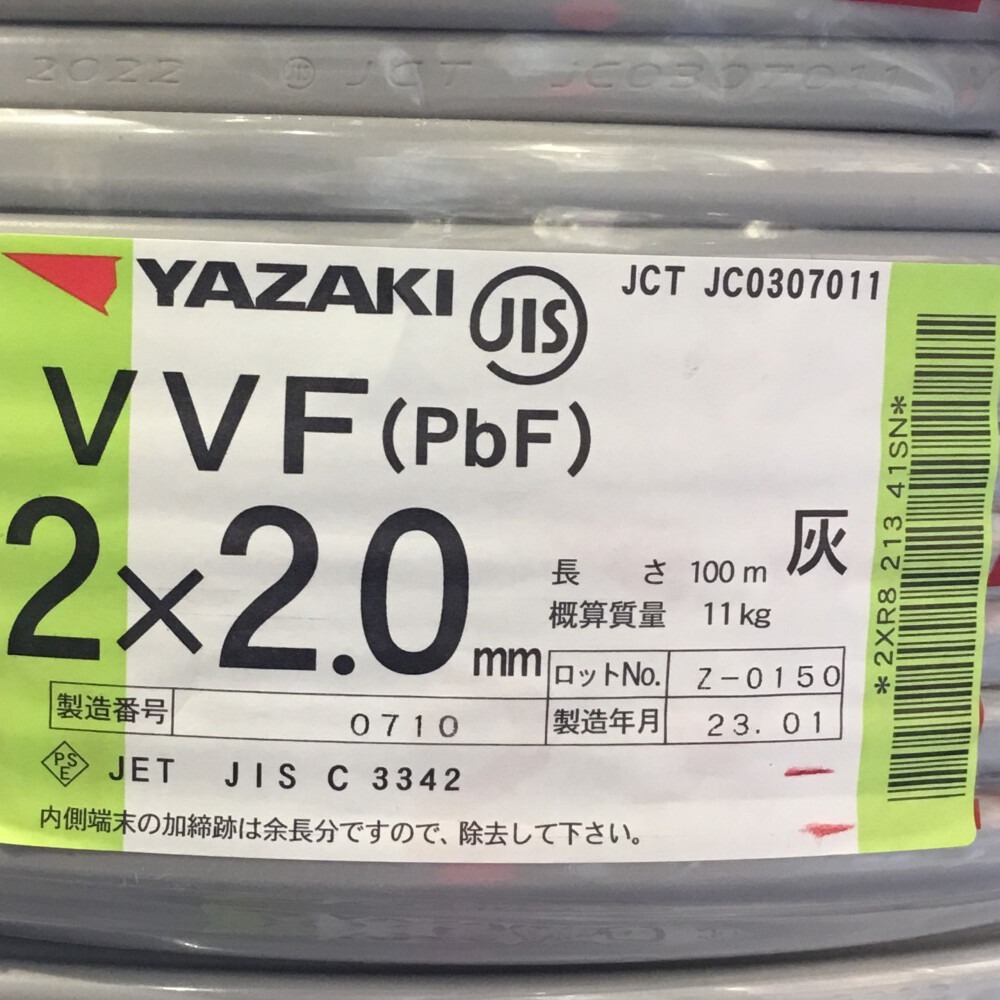 2022 JIS JCT JC0307011
YAZAKI JIS JCT JC0307011
VVF(PbF)
2×2.0mm
灰
長 さ 100m
概算質量 11kg
ロットNo. Z-0150
製造番号 0710
製造年月 23.01
PSE JET JIS C 3342
内側端末の加締跡は余長分ですので、除去して下さい。
*2XR8 213 41SN*